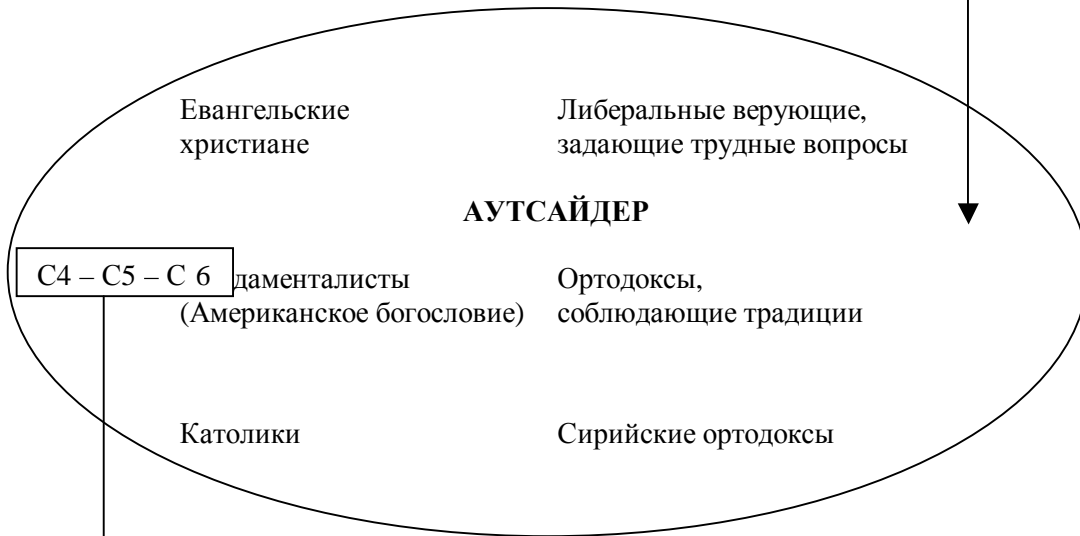 Евангельские
христиане
Либеральные верующие,
задающие трудные вопросы
АУТСАЙДЕР
С4 – С5 – С 6
даменталисты
(Американское богословие)
Ортодоксы,
соблюдающие традиции
Католики
Сирийские ортодоксы